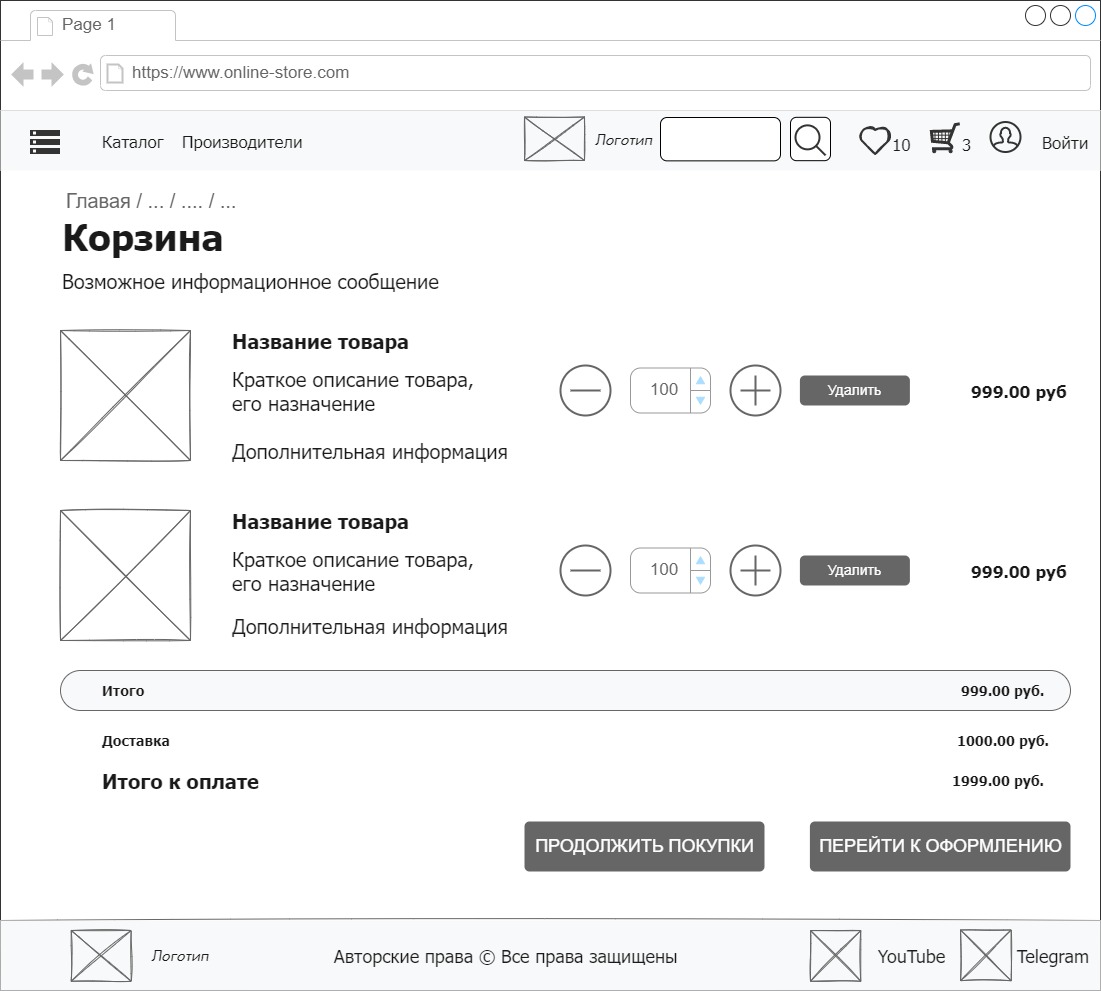 Page 1
https://www.online-store.com
Каталог Производители Логотип 10 3 Войти
Главая / ... / .... / ...
Корзина
Возможное информационное сообщение
Название товара
Краткое описание товара,
его назначение
100 Удалить 999.00 руб
Дополнительная информация
Название товара
Краткое описание товара,
его назначение
100 Удалить 999.00 руб
Дополнительная информация
Итого 999.00 руб.
Доставка 1000.00 руб.
Итого к оплате 1999.00 руб.
ПРОДОЛЖИТЬ ПОКУПКИ ПЕРЕЙТИ К ОФОРМЛЕНИЮ
Логотип Авторские права © Все права защищены YouTube Telegram